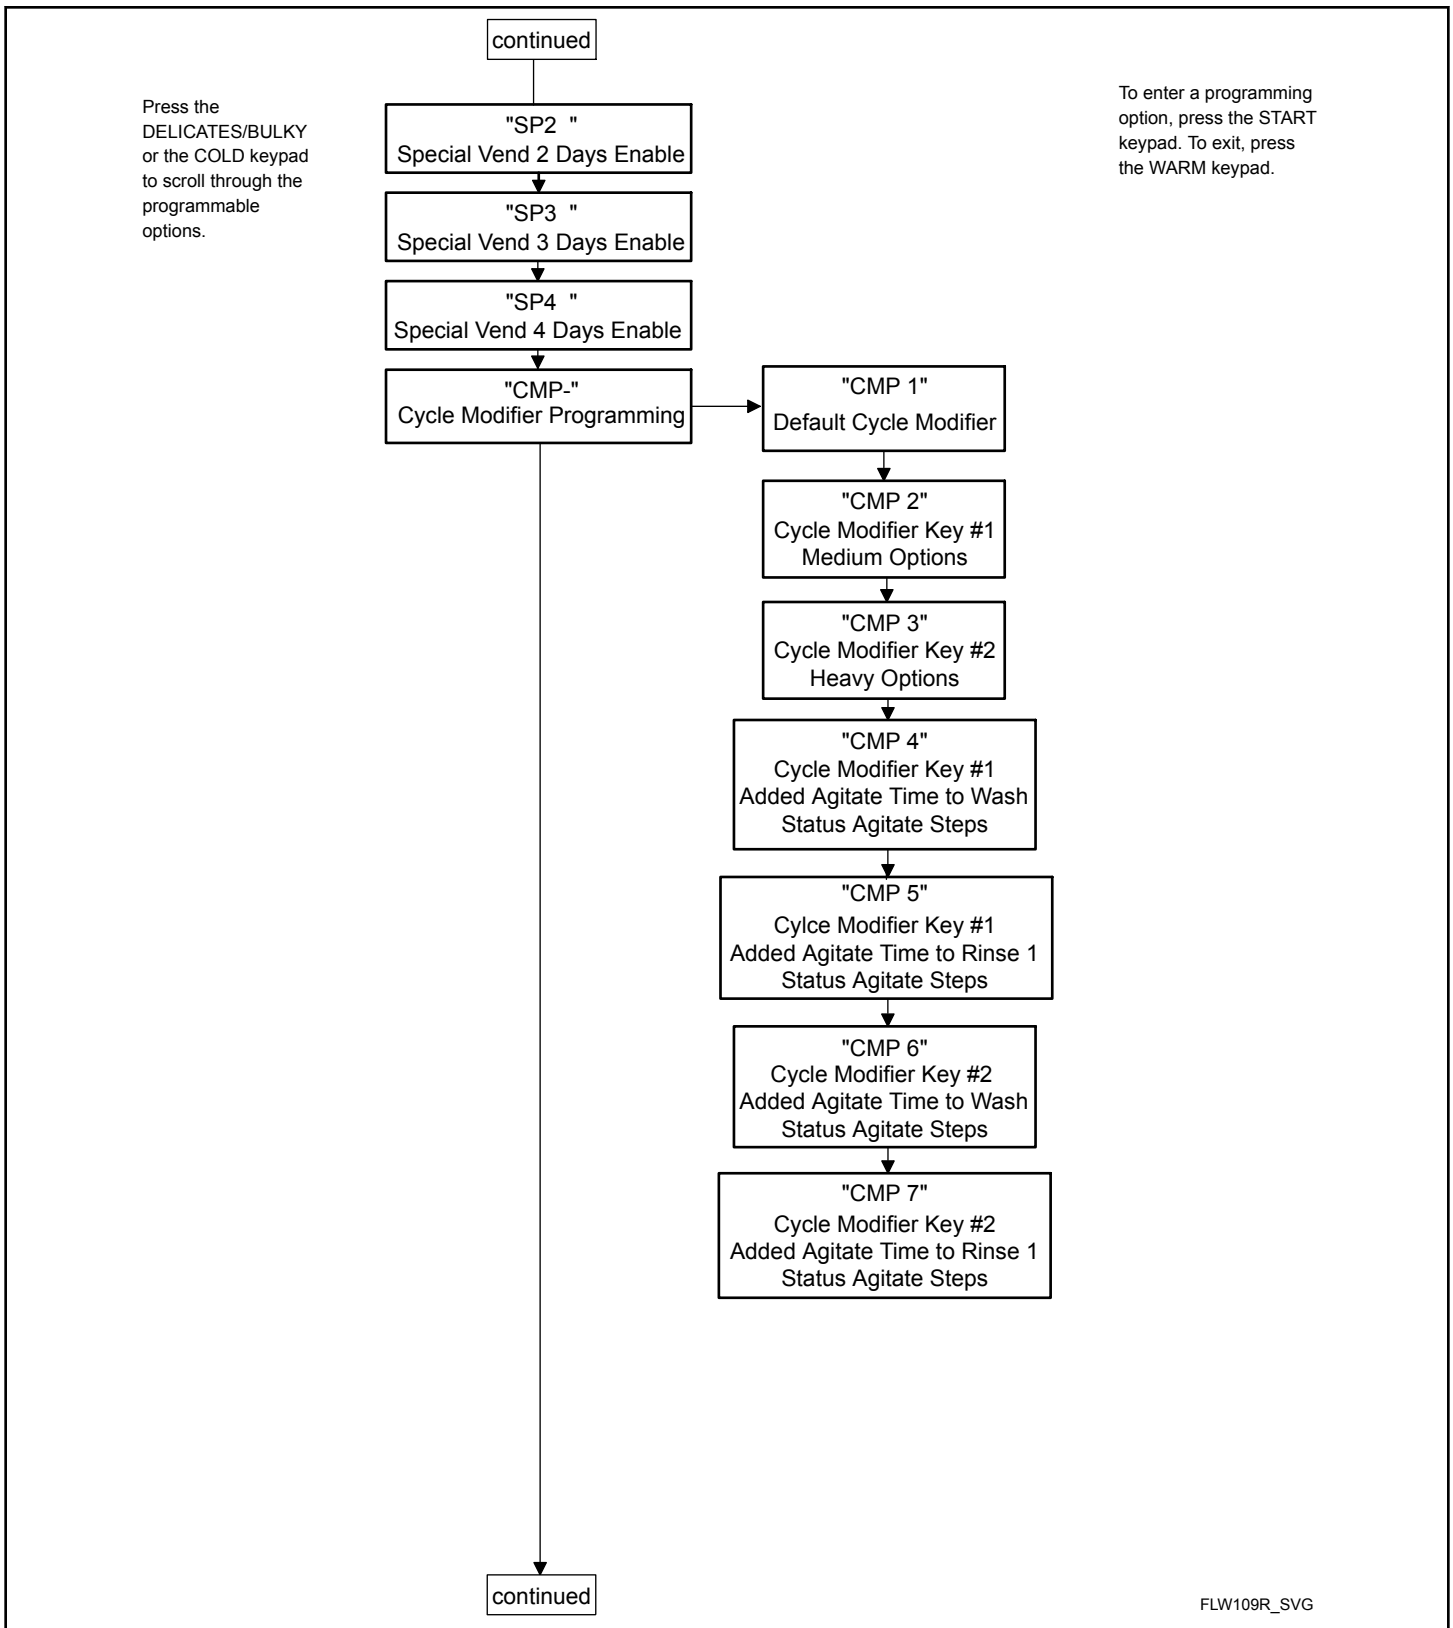 continued
Press the
DELICATES/BULKY
or the COLD keypad
to scroll through the
programmable
options.
To enter a programming
option, press the START
keypad. To exit, press
the WARM keypad.
"SP2  "
Special Vend 2 Days Enable
"SP3  "
Special Vend 3 Days Enable
"SP4  "
Special Vend 4 Days Enable
"CMP-"
Cycle Modifier Programming
"CMP 1"
Default Cycle Modifier
"CMP 2"
Cycle Modifier Key #1
Medium Options
"CMP 3"
Cycle Modifier Key #2
Heavy Options
"CMP 4"
Cycle Modifier Key #1
Added Agitate Time to Wash
Status Agitate Steps
"CMP 5"
Cylce Modifier Key #1
Added Agitate Time to Rinse 1
Status Agitate Steps
"CMP 6"
Cycle Modifier Key #2
Added Agitate Time to Wash
Status Agitate Steps
"CMP 7"
Cycle Modifier Key #2
Added Agitate Time to Rinse 1
Status Agitate Steps
continued
FLW109R_SVG